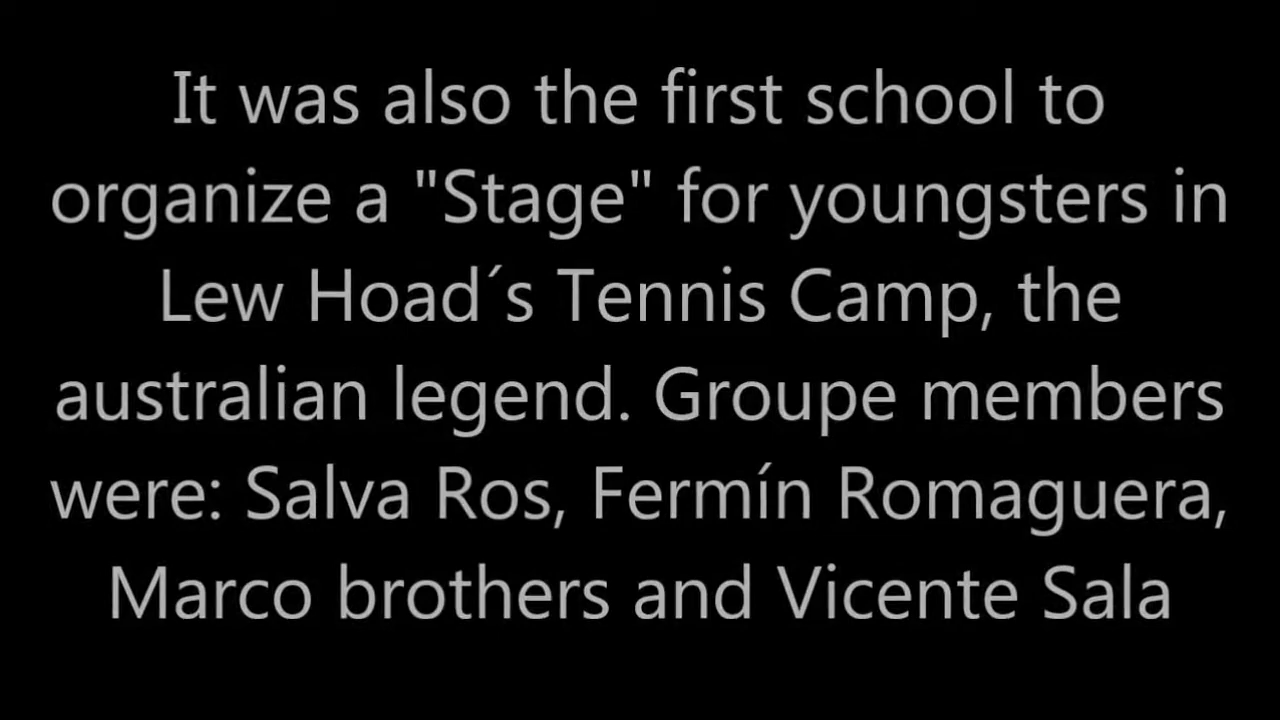 It was also the first school to
organize a "Stage" for youngsters in
Lew Hoad´s Tennis Camp, the
australian legend. Groupe members
were: Salva Ros, Fermín Romaguera,
Marco brothers and Vicente Sala